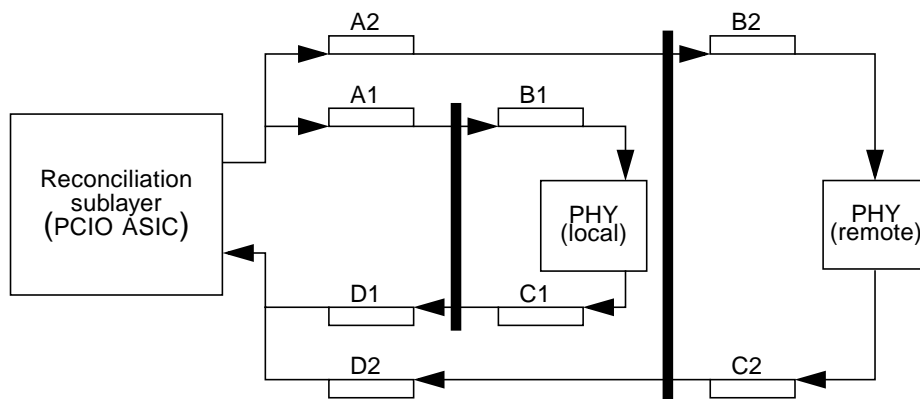 A2
B2
A1
B1
Reconciliation
sublayer
(PCIO ASIC)
PHY
(local)
PHY
(remote)
D1
C1
D2
C2